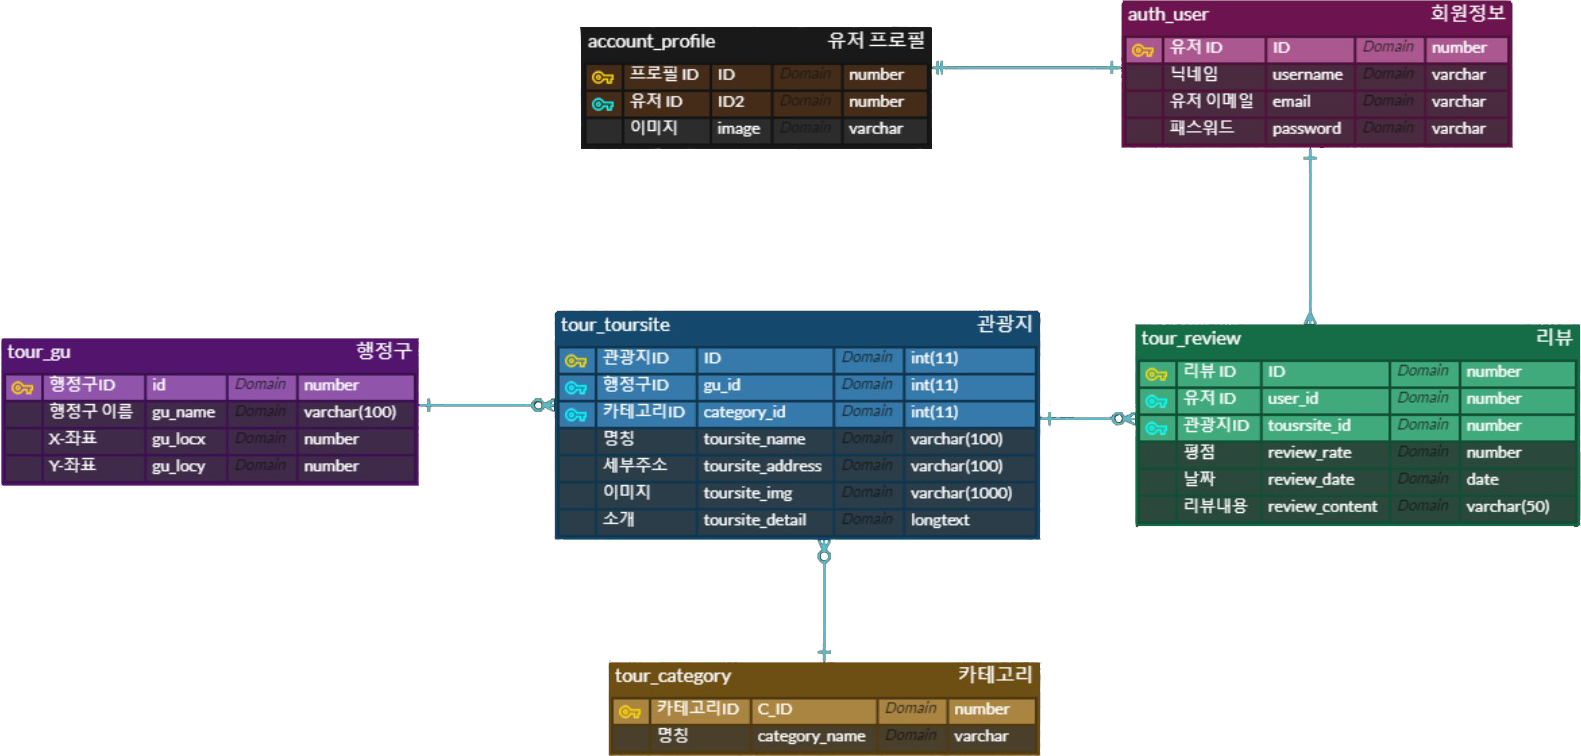 account_profile 유저 프로필
프로필 ID ID Domain number
유저 ID ID2 Domain number
이미지 image Domain varchar
auth_user 회원정보
유저 ID ID Domain number
닉네임 username Domain varchar
유저 이메일 email Domain varchar
패스워드 password Domain varchar
tour_gu 행정구
행정구ID id Domain number
행정구 이름 gu_name Domain varchar(100)
X-좌표 gu_locx Domain number
Y-좌표 gu_locy Domain number
tour_toursite 관광지
관광지ID ID Domain int(11)
행정구ID gu_id Domain int(11)
카테고리ID category_id Domain int(11)
명칭 toursite_name Domain varchar(100)
세부주소 toursite_address Domain varchar(100)
이미지 toursite_img Domain varchar(1000)
소개 toursite_detail Domain longtext
tour_review 리뷰
리뷰 ID ID Domain number
유저 ID user_id Domain number
관광지ID tousrsite_id Domain number
평점 review_rate Domain number
날짜 review_date Domain date
리뷰내용 review_content Domain varchar(50)
tour_category 카테고리
카테고리ID C_ID Domain number
명칭 category_name Domain varchar